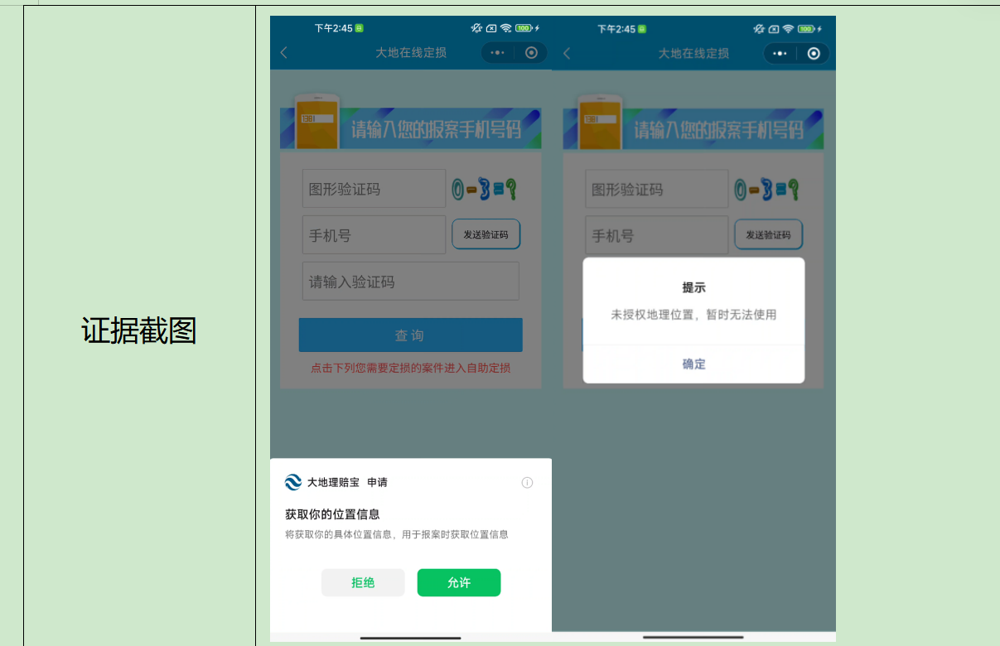 证据截图
下午2:45
100
大地在线定损
1381
请输入您的报案手机号码
图形验证码
0-3=?
手机号
发送验证码
请输入验证码
查询
点击下列您需要定损的案件进入自助定损
大地理赔宝 申请
获取你的位置信息
将获取你的具体位置信息，用于报案时获取位置信息
拒绝
允许
下午2:45
100
大地在线定损
1381
请输入您的报案手机号码
图形验证码
0-3=?
手机号
发送验证码
提示
未授权地理位置，暂时无法使用
确定